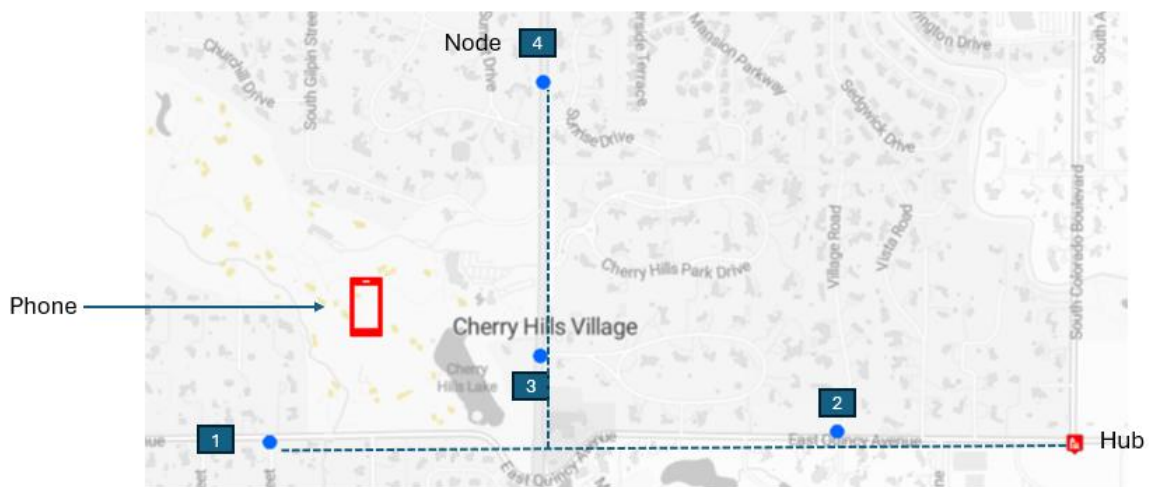 Node 4
Churchill Drive
South Gilpin Street
Sunset Drive
Mansion Parkway
Sedgwick Drive
Sunrise Drive
South Colorado Boulevard
Village Road
Vista Road
Cherry Hills Park Drive
Phone
Cherry Hills Village
Cherry
Hills Lake
3
2
1
East Quincy Avenue
East Quincy Avenue
Hub